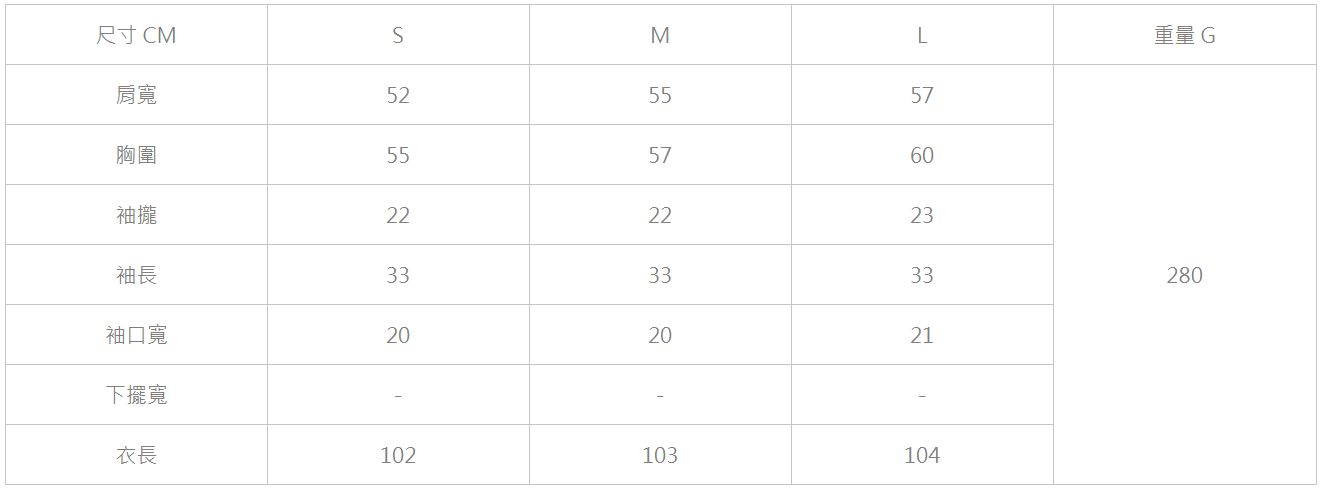 尺寸 CM S M L 重量 G
肩寬 52 55 57
胸圍 55 57 60
袖攏 22 22 23
袖長 33 33 33 280
袖口寬 20 20 21
下擺寬 - - -
衣長 102 103 104